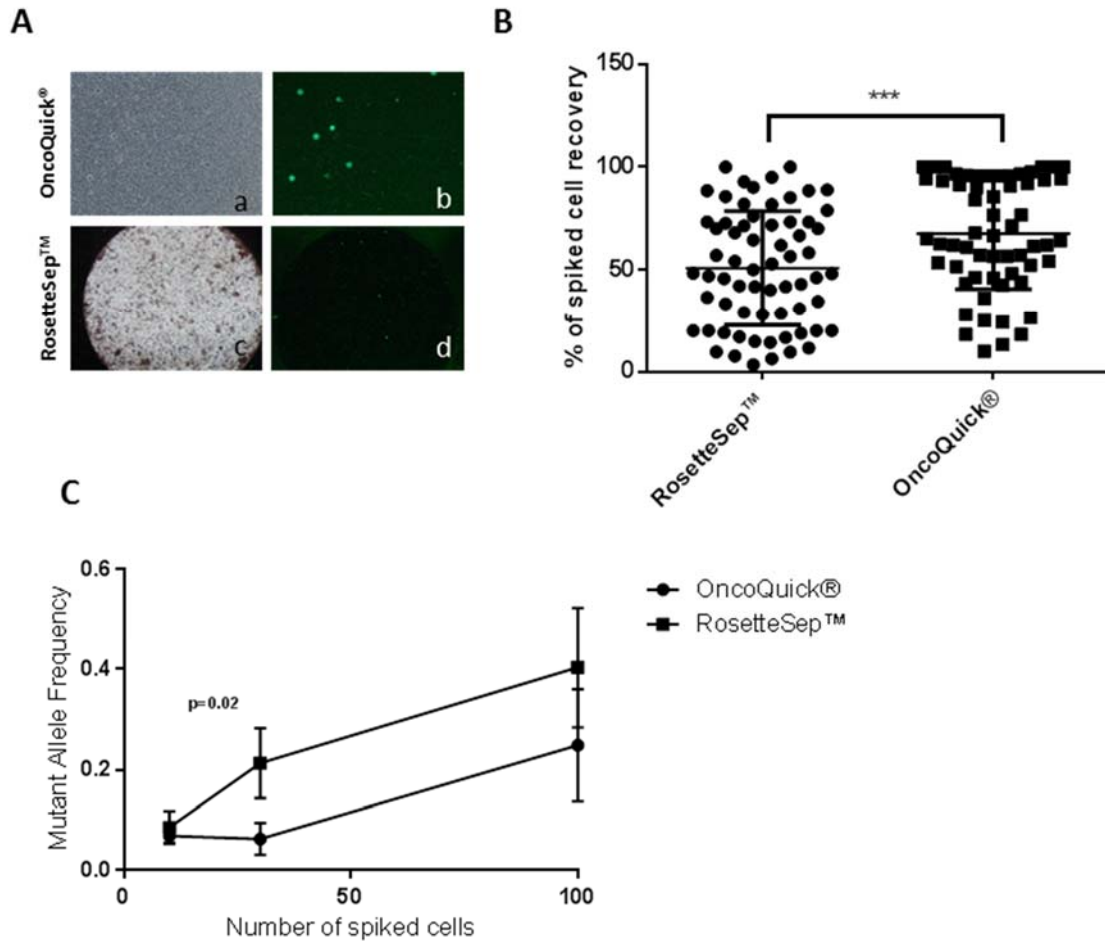 A
OncoQuick®
a
b
RosetteSep™
c
d
B
% of spiked cell recovery
150
100
50
0
***
RosetteSep™
OncoQuick®
C
Mutant Allele Frequency
0.6
0.4
0.2
0.0
p=0.02
0
50
100
Number of spiked cells
OncoQuick®
RosetteSep™